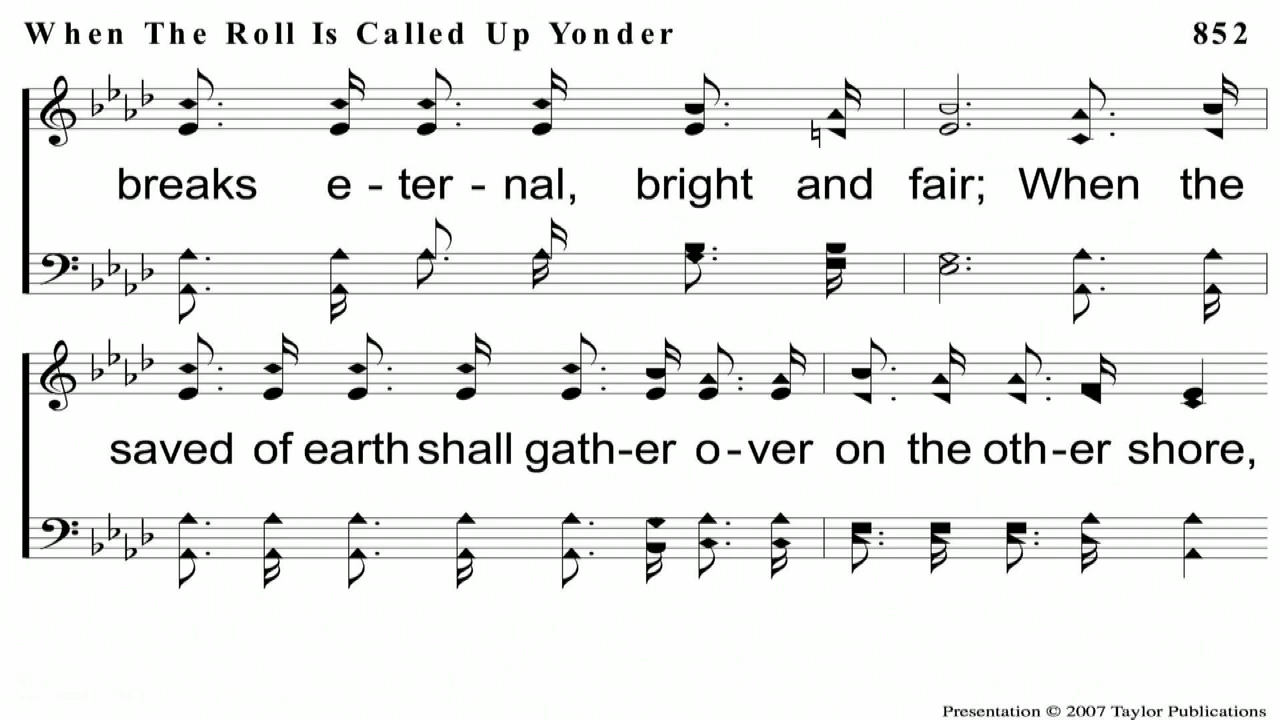 When The Roll Is Called Up Yonder 852
breaks e - ter - nal, bright and fair; When the
saved of earth shall gath-er o-ver on the oth-er shore,
Presentation © 2007 Taylor Publications